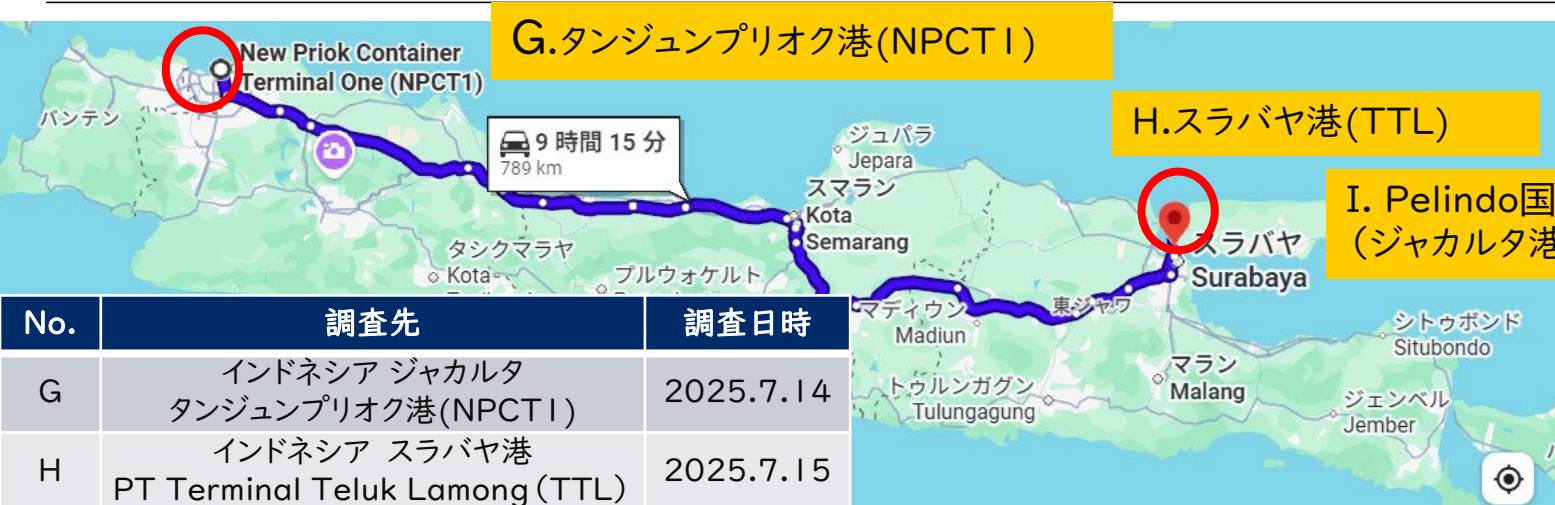 G.タンジュンプリオク港(NPCT1)
New Priok Container
Terminal One (NPCT1)
バンテン
H.スラバヤ港(TTL)
9 時間 15 分
789 km
ジュパラ
Jepara
スマラン
Kota
Semarang
I. Pelindo国
(ジャカルタ港
スラバヤ
Surabaya
タシクマラヤ
Kota
プルウォケルト
マディウン
Madiun
東ジャワ
シトゥボンド
Situbondo
マラン
Malang
トゥルンガグン
Tulungagung
ジェンベル
Jember
No. 調査先 調査日時
G インドネシア ジャカルタ
タンジュンプリオク港(NPCT1) 2025.7.14
H インドネシア スラバヤ港
PT Terminal Teluk Lamong(TTL) 2025.7.15